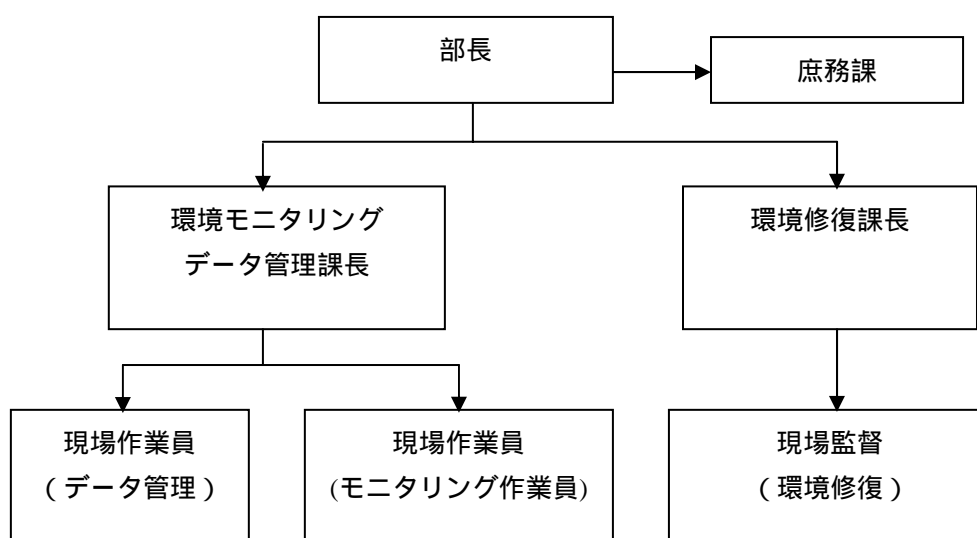 部長
庶務課
環境モニタリング
データ管理課長
環境修復課長
現場作業員
（データ管理）
現場作業員
(モニタリング作業員)
現場監督
（環境修復）